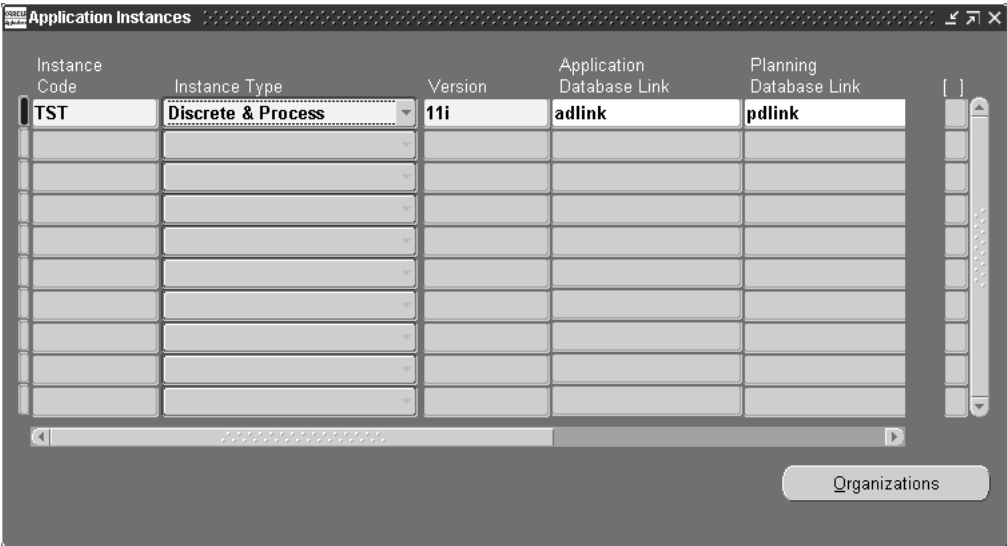 Application Instances
Instance Code
Instance Type
Version
Application Database Link
Planning Database Link
[ ]
TST
Discrete & Process
11i
adlink
pdlink
Organizations